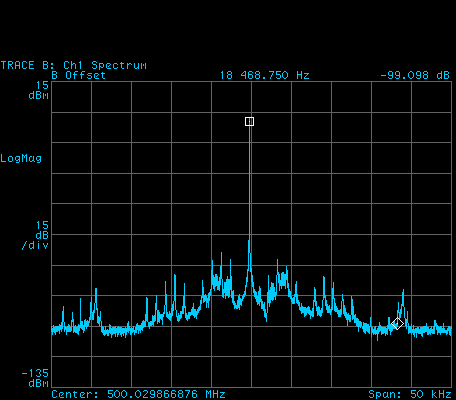 TRACE B: Ch1 Spectrum
B Offset 18 468.750 Hz -99.098 dB
15
dBm
LogMag
15
dB
/div
-135
dBm
Center: 500.029866876 MHz Span: 50 kHz